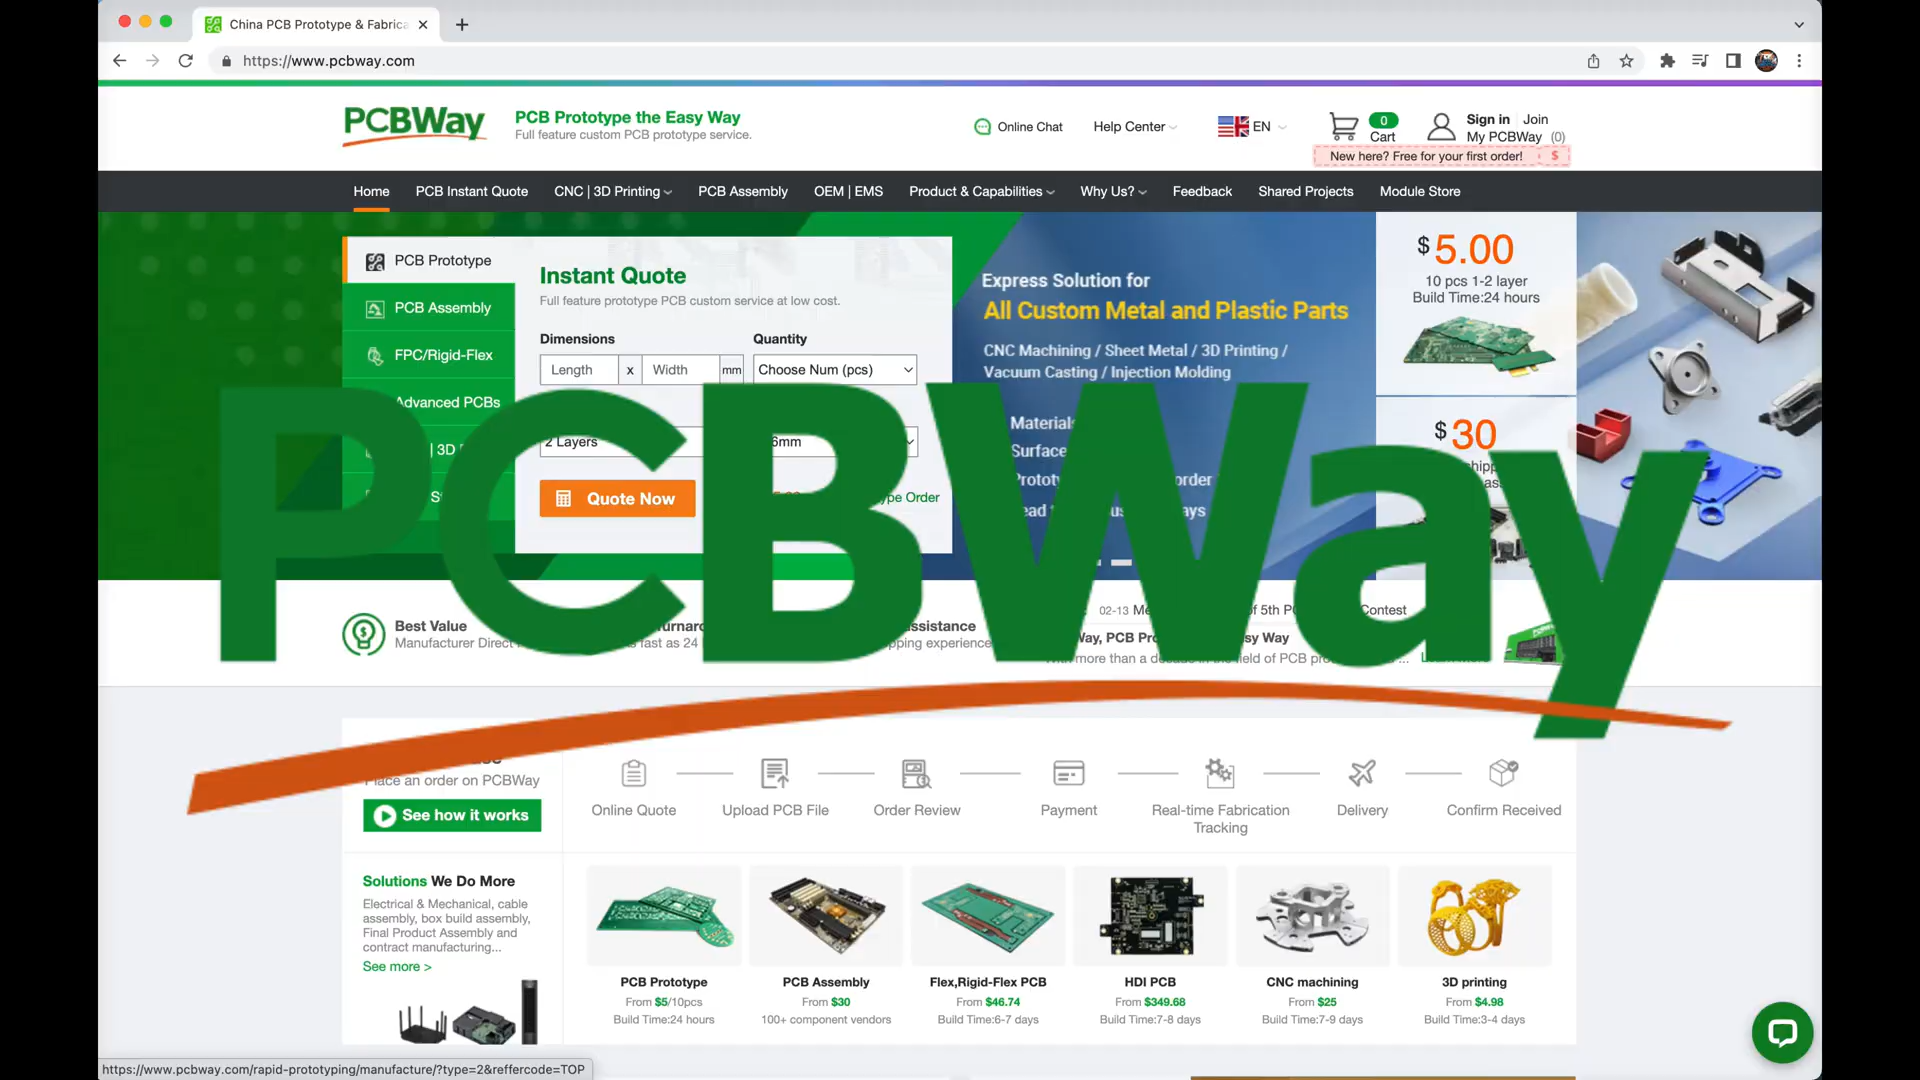 China PCB Prototype & Fabrica
https://www.pcbway.com
PCBWay
PCB Prototype the Easy Way
Full feature custom PCB prototype service.
Online Chat
Help Center
EN
0
Cart
Sign in
Join
My PCBWay (0)
New here? Free for your first order!
$
Home
PCB Instant Quote
CNC | 3D Printing
PCB Assembly
OEM | EMS
Product & Capabilities
Why Us?
Feedback
Shared Projects
Module Store
PCB Prototype
PCB Assembly
FPC/Rigid-Flex
Advanced PCBs
| 3D
Instant Quote
Full feature prototype PCB custom service at low cost.
Dimensions
Quantity
Length
x
Width
mm
Choose Num (pcs)
2 Layers
6mm
Quote Now
ype Order
Express Solution for
All Custom Metal and Plastic Parts
CNC Machining / Sheet Metal / 3D Printing /
Vacuum Casting / Injection Molding
Materials
Surface
Prototy
order
ead
ays
$5.00
10 pcs 1-2 layer
Build Time:24 hours
$30
PCBWay
Best Value
Manufacturer Direct
s fast as 24
ssistance
pping experience
02-13
of 5th PC
Contest
Way, PCB Pro
sy Way
With more than a decade in the field of PCB pro
...
Place an order on PCBWay
See how it works
Online Quote
Upload PCB File
Order Review
Payment
Real-time Fabrication
Tracking
Delivery
Confirm Received
Solutions We Do More
Electrical & Mechanical, cable
assembly, box build assembly,
Final Product Assembly and
contract manufacturing...
See more >
PCB Prototype
From $5/10pcs
Build Time:24 hours
PCB Assembly
From $30
100+ component vendors
Flex,Rigid-Flex PCB
From $46.74
Build Time:6-7 days
HDI PCB
From $349.68
Build Time:7-8 days
CNC machining
From $25
Build Time:7-9 days
3D printing
From $4.98
Build Time:3-4 days
https://www.pcbway.com/rapid-prototyping/manufacture/?type=2&reffercode=TOP